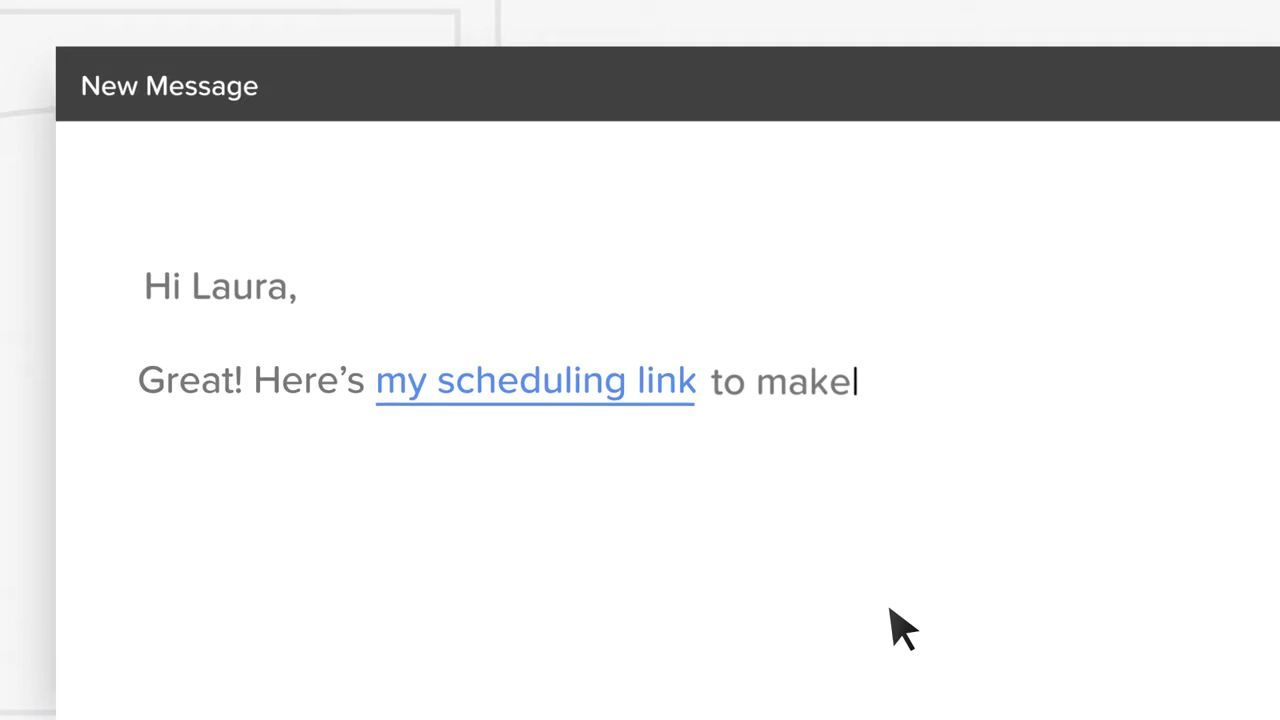 New Message
Hi Laura,
Great! Here’s my scheduling link to make